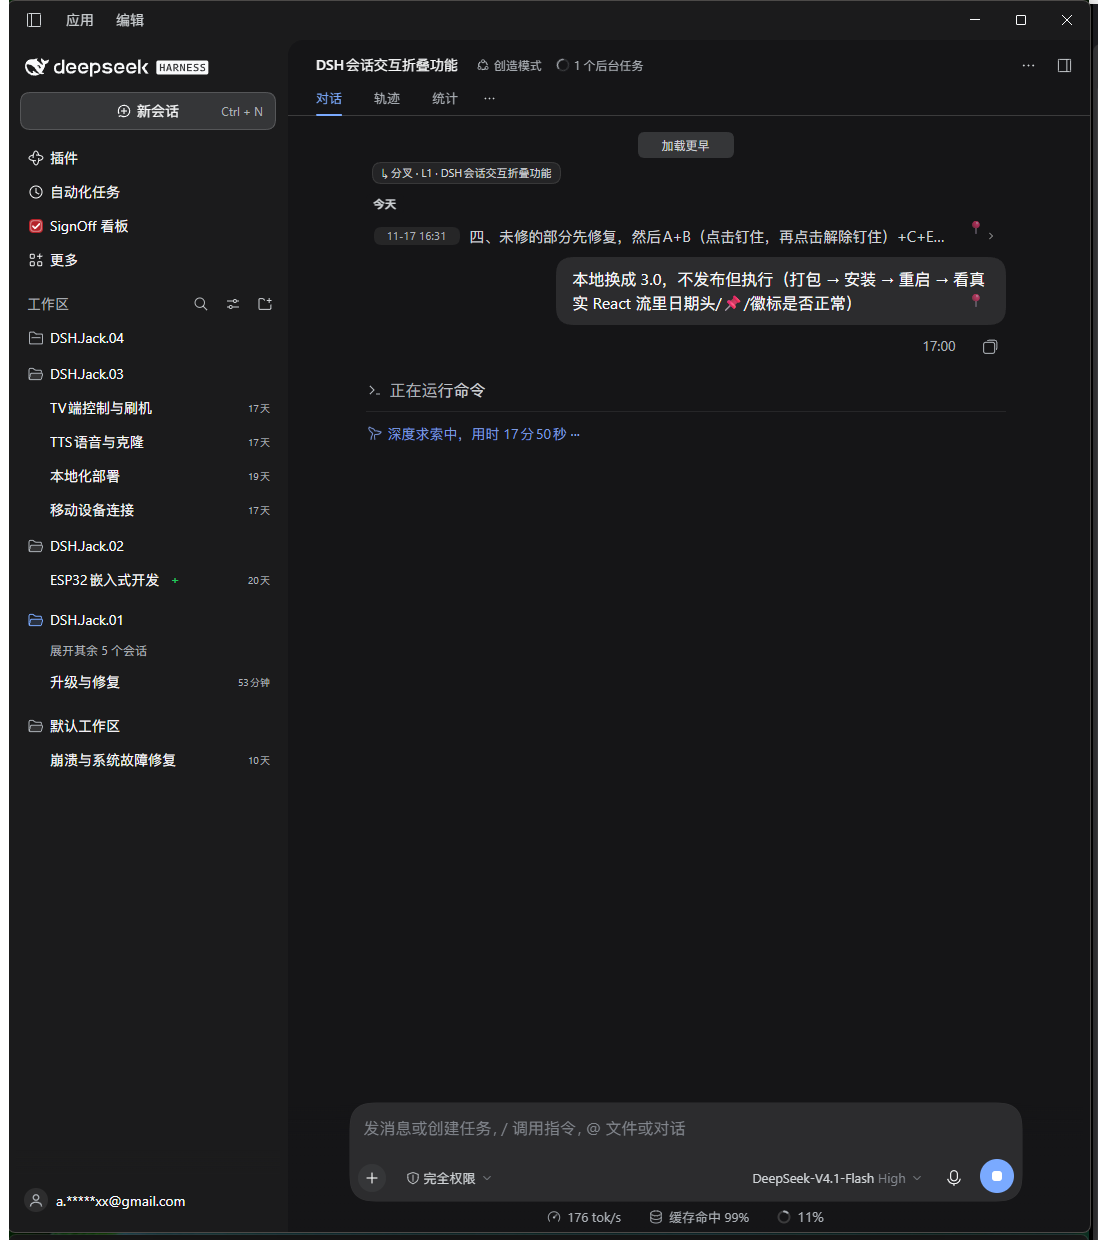 应用 编辑
deepseek HARNESS
新会话 Ctrl + N
插件
自动化任务
SignOff 看板
更多
工作区
DSH.Jack.04
DSH.Jack.03
TV端控制与刷机 17天
TTS语音与克隆 17天
本地化部署 19天
移动设备连接 17天
DSH.Jack.02
ESP32嵌入式开发 + 20天
DSH.Jack.01
展开其余 5 个会话
升级与修复 53分钟
默认工作区
崩溃与系统故障修复 10天
a.*****xx@gmail.com
DSH会话交互折叠功能 创造模式 1 个后台任务 ···
对话 轨迹 统计 ···
加载更早
↳ 分叉 · L1 · DSH会话交互折叠功能
今天
11-17 16:31 四、未修的部分先修复，然后A+B（点击钉住，再点击解除钉住）+C+E... 📍 ›
本地换成 3.0，不发布但执行（打包 → 安装 → 重启 → 看真
实 React 流里日期头/📌/徽标是否正常） 📍
17:00
正在运行命令
深度求索中，用时 17分50秒 ···
发消息或创建任务, / 调用指令, @ 文件或对话
+ 完全权限 DeepSeek-V4.1-Flash High
176 tok/s 缓存命中 99% 11%